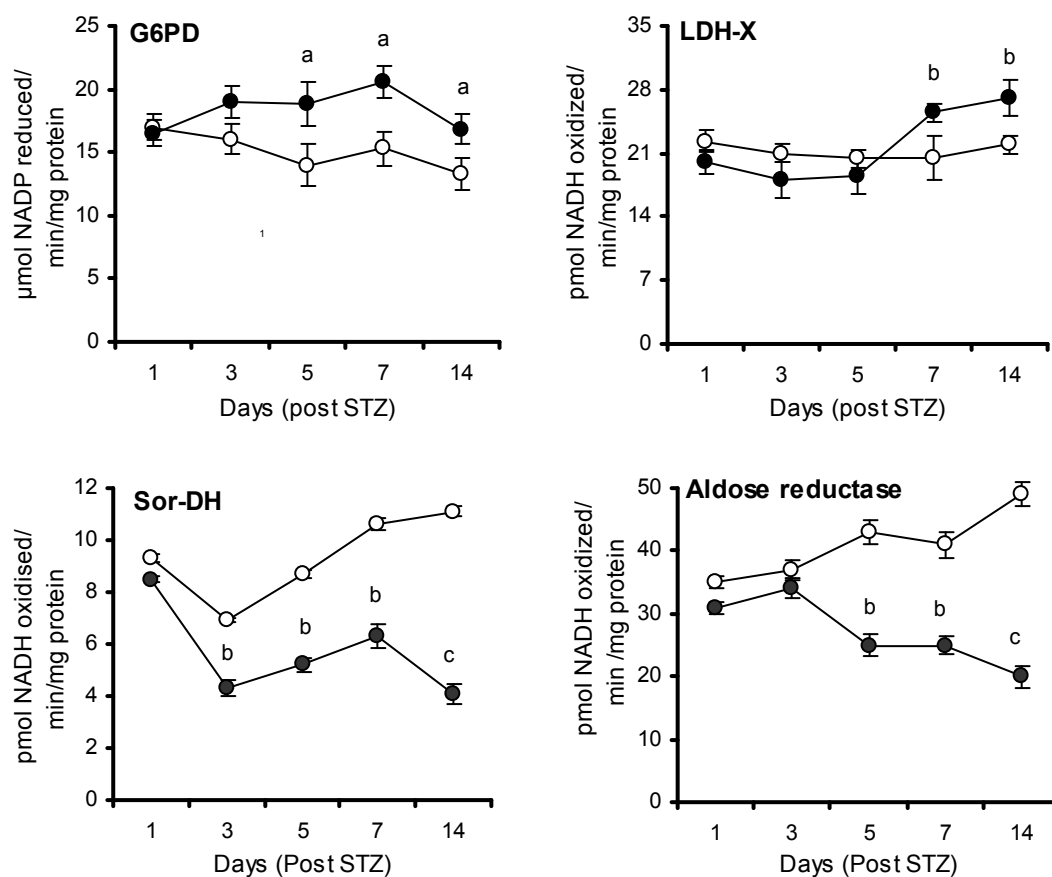 G6PD
µmol NADP reduced/
min/mg protein
25
20
15
10
5
0
a
a
a
1
1
3
5
7
14
Days (post STZ)
LDH-X
pmol NADH oxidized/
min/mg protein
35
28
21
14
7
0
b
b
1
3
5
7
14
Days (post STZ)
Sor-DH
pmol NADH oxidised/
min/mg protein
12
10
8
6
4
2
0
b
b
b
c
1
3
5
7
14
Days (Post STZ)
Aldose reductase
pmol NADH oxidized/
min /mg protein
50
40
30
20
10
0
b
b
c
1
3
5
7
14
Days (Post STZ)